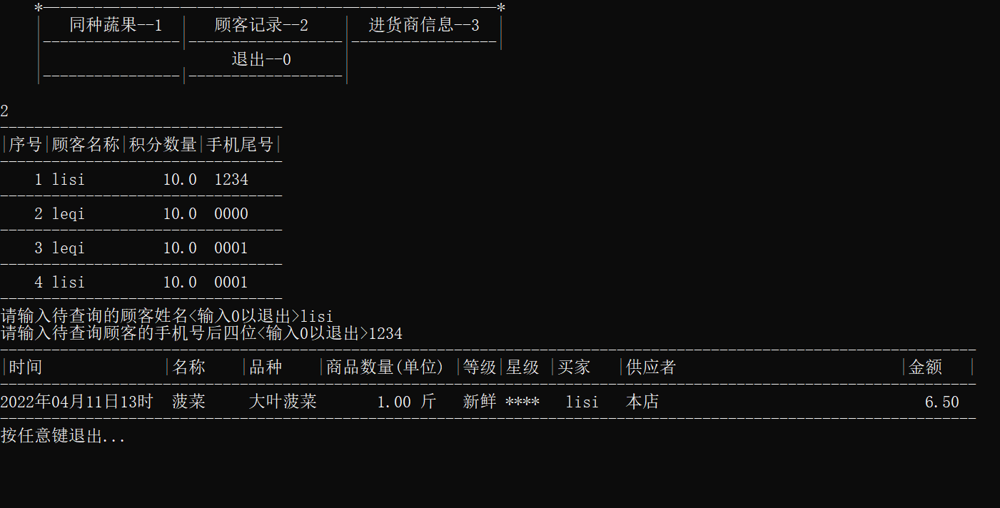 *——————————————————————————*
| 同种蔬果--1 | 顾客记录--2 | 进货商信息--3 |
|----------------|------------------|-----------------|
| 退出--0 |
|----------------|------------------|
2
---------------------------------
|序号|顾客名称|积分数量|手机尾号|
---------------------------------
1 lisi 10.0 1234
---------------------------------
2 leqi 10.0 0000
---------------------------------
3 leqi 10.0 0001
---------------------------------
4 lisi 10.0 0001
---------------------------------
请输入待查询的顾客姓名<输入0以退出>lisi
请输入待查询顾客的手机号后四位<输入0以退出>1234
------------------------------------------------------------------------------------------------------------------
|时间 |名称 |品种 |商品数量(单位) |等级|星级 |买家 |供应者 |金额 |
------------------------------------------------------------------------------------------------------------------
2022年04月11日13时 菠菜 大叶菠菜 1.00 斤 新鲜 **** lisi 本店 6.50
------------------------------------------------------------------------------------------------------------------
按任意键退出...